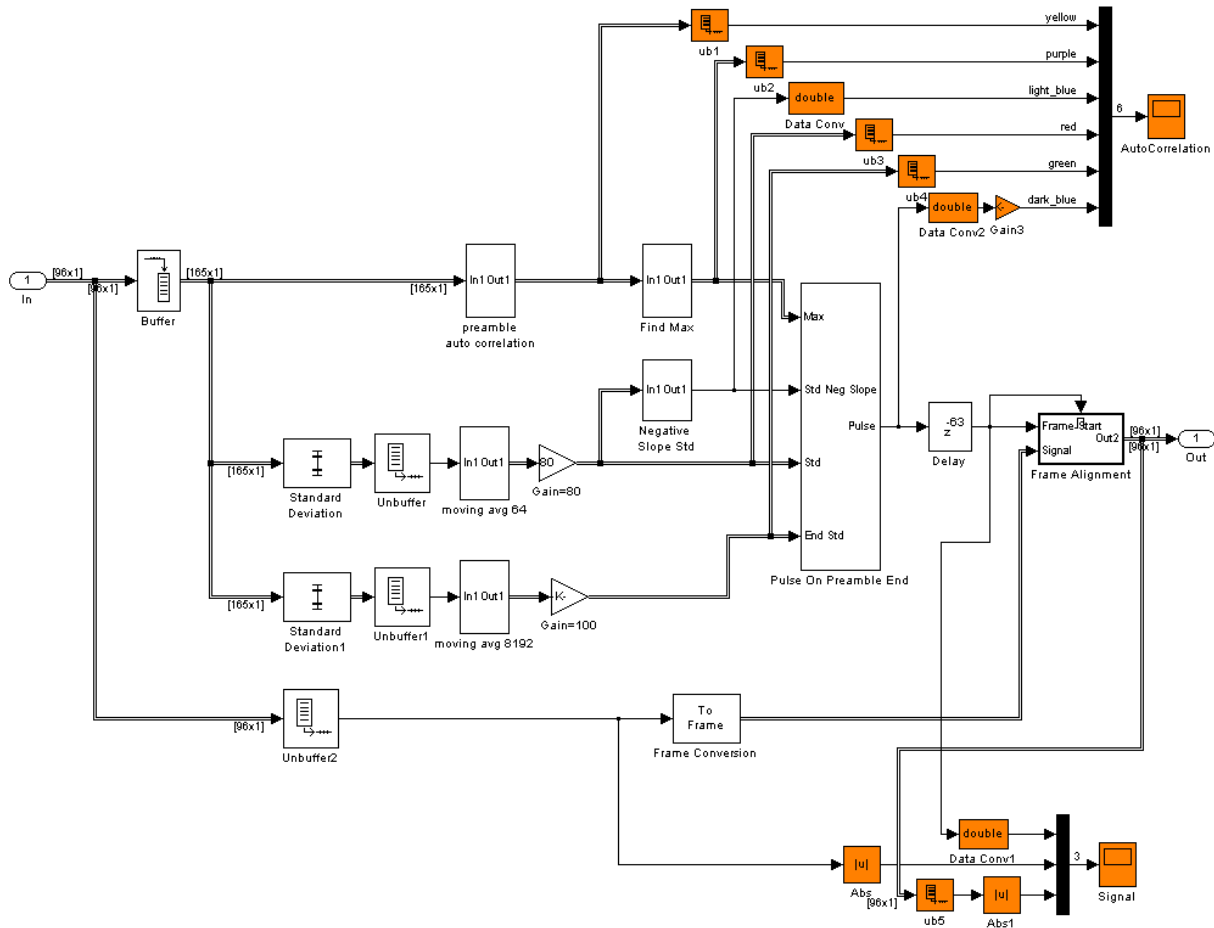 yellow
ub1
purple
ub2
double
light_blue
Data Conv
6
AutoCorrelation
red
ub3
green
ub4
double
dark_blue
Data Conv2
Gain3
1
In
[96x1]
[96x1]
Buffer
[165x1]
[165x1]
In1 Out1
preamble
auto correlation
In1 Out1
Find Max
Max
Std Neg Slope
Pulse
Std
End Std
Pulse On Preamble End
In1 Out1
Negative
Slope Std
-63
z
Delay
Frame Start
Out2
Signal
Frame Alignment
[96x1]
[96x1]
1
Out
[165x1]
Standard
Deviation
Unbuffer
In1 Out1
moving avg 64
80
Gain=80
[165x1]
Standard
Deviation1
Unbuffer1
In1 Out1
moving avg 8192
-K-
Gain=100
[96x1]
Unbuffer2
To
Frame
Frame Conversion
double
Data Conv1
|u|
Abs
3
Signal
[96x1]
ub5
|u|
Abs1